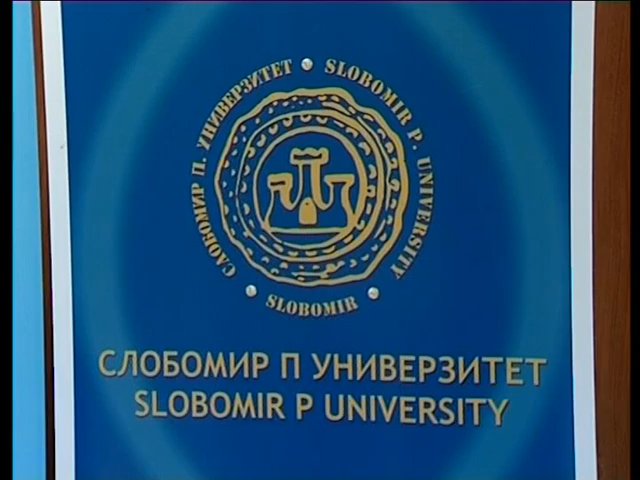 СЛОБОМИР П. УНИВЕРЗИТЕТ
SLOBOMIR P. UNIVERSITY
SLOBOMIR
СЛОБОМИР П УНИВЕРЗИТЕТ
SLOBOMIR P UNIVERSITY